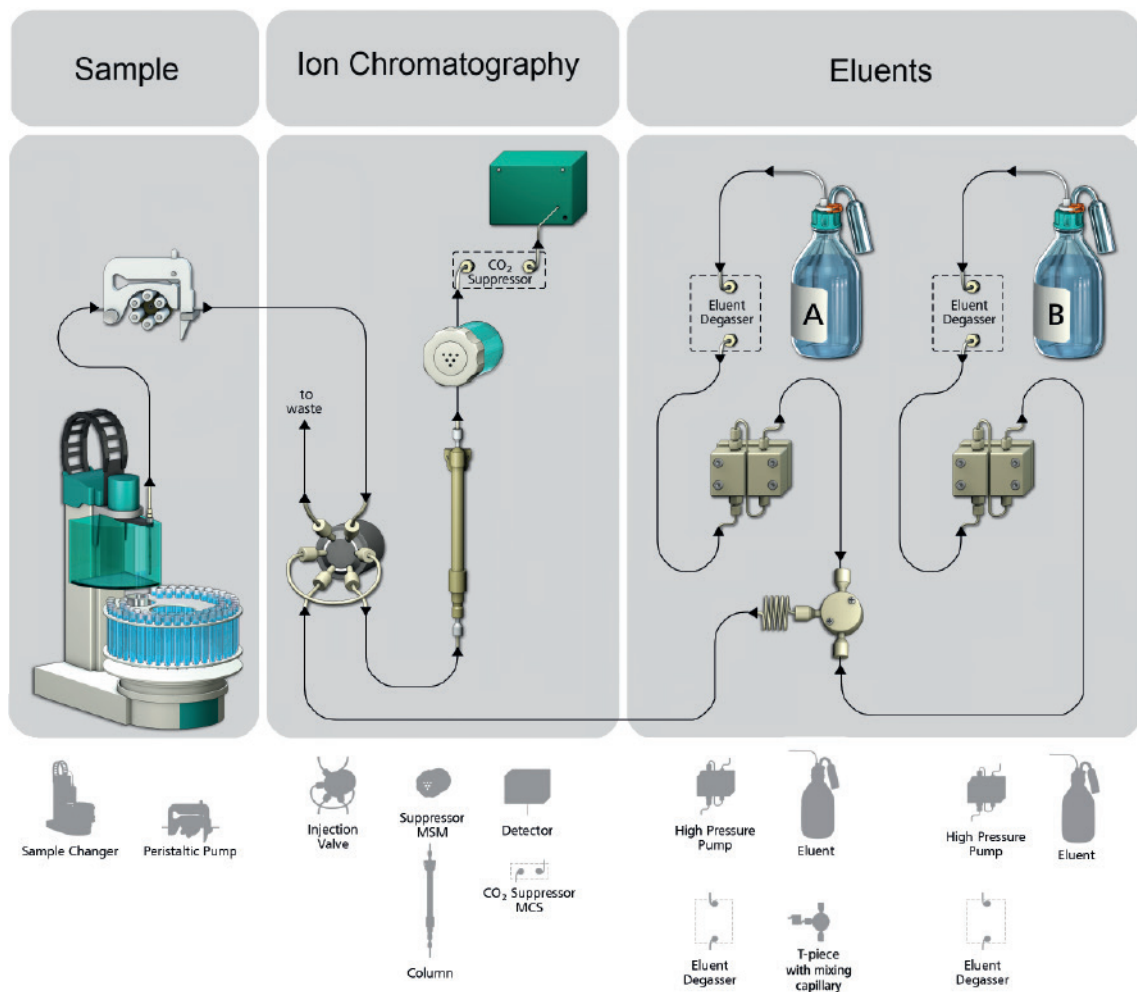 Sample
Ion Chromatography
Eluents
CO₂
Suppressor
Eluent
Degasser
A
Eluent
Degasser
B
to
waste
Sample Changer
Peristaltic Pump
Injection
Valve
Suppressor
MSM
Detector
CO₂ Suppressor
MCS
Column
High Pressure
Pump
Eluent
High Pressure
Pump
Eluent
Eluent
Degasser
T-piece
with mixing
capillary
Eluent
Degasser